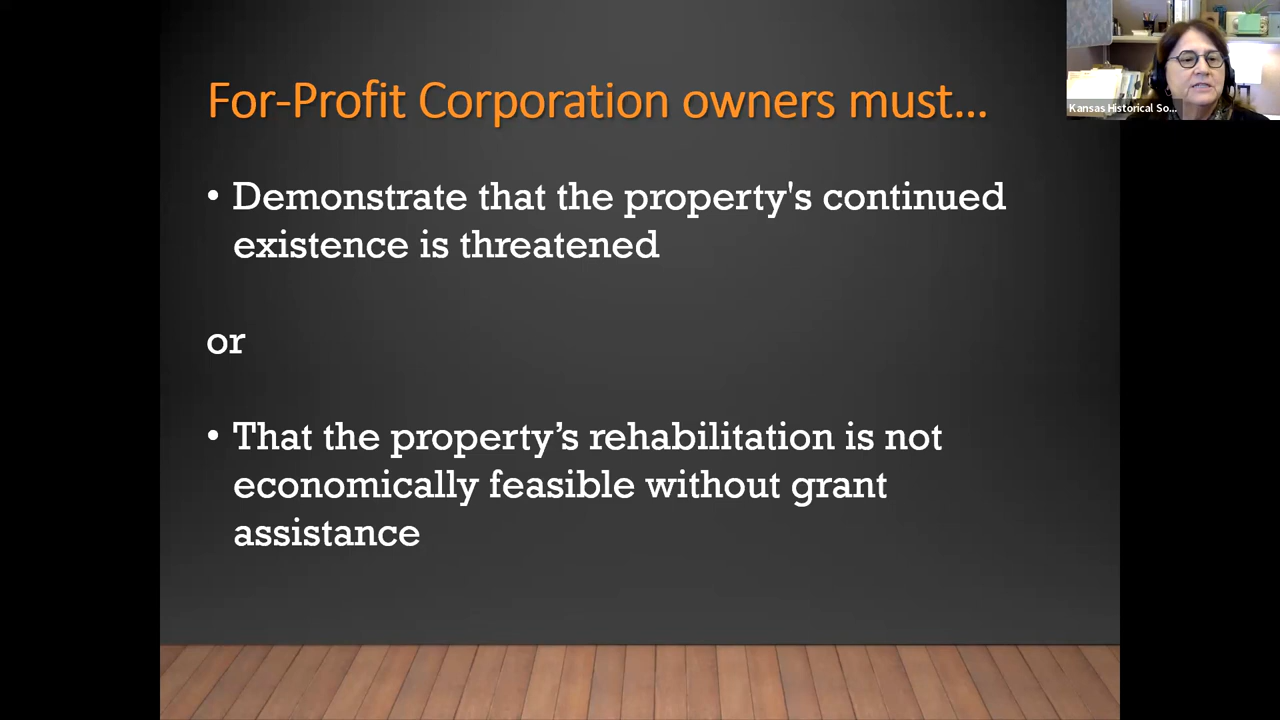 For-Profit Corporation owners must...
• Demonstrate that the property's continued
existence is threatened
or
• That the property’s rehabilitation is not
economically feasible without grant
assistance
Kansas Historical So...